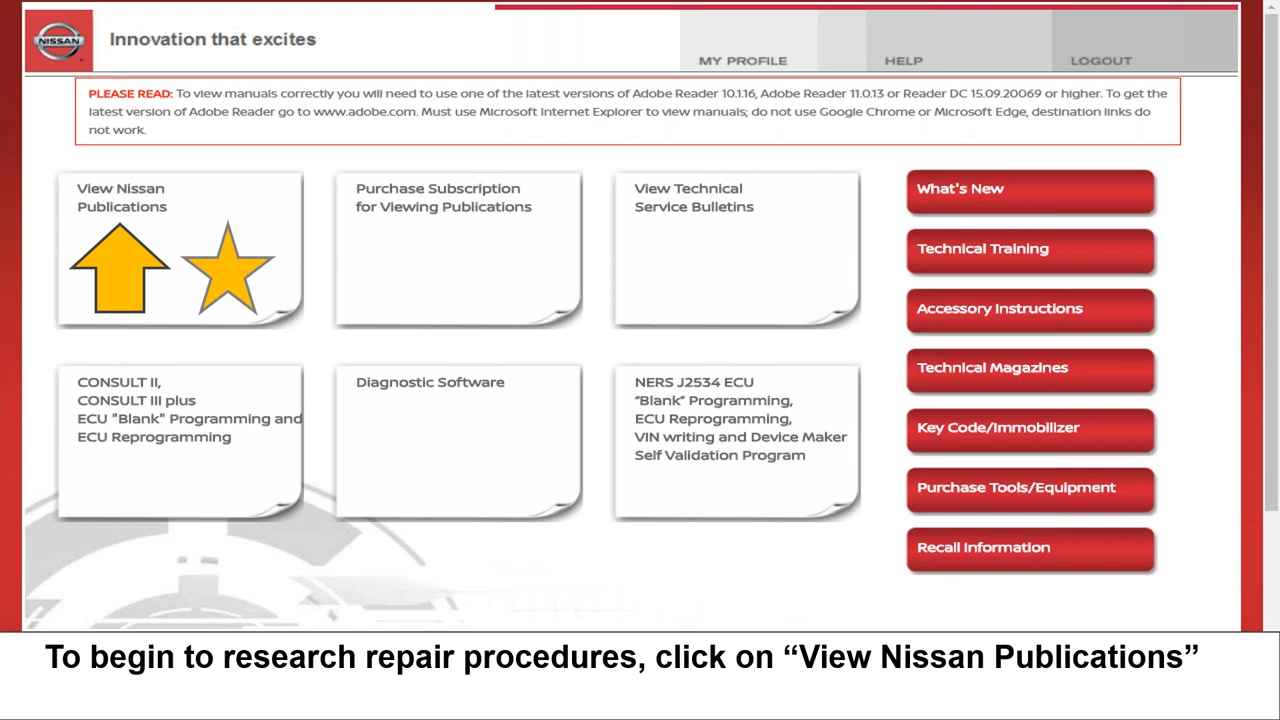 NISSAN
Innovation that excites
MY PROFILE
HELP
LOGOUT
PLEASE READ: To view manuals correctly you will need to use one of the latest versions of Adobe Reader 10.1.16, Adobe Reader 11.0.13 or Reader DC 15.09.20069 or higher. To get the
latest version of Adobe Reader go to www.adobe.com. Must use Microsoft Internet Explorer to view manuals; do not use Google Chrome or Microsoft Edge, destination links do
not work.
View Nissan
Publications
Purchase Subscription
for Viewing Publications
View Technical
Service Bulletins
CONSULT II,
CONSULT III plus
ECU "Blank" Programming and
ECU Reprogramming
Diagnostic Software
NERS J2534 ECU
“Blank” Programming,
ECU Reprogramming,
VIN writing and Device Maker
Self Validation Program
What's New
Technical Training
Accessory Instructions
Technical Magazines
Key Code/Immobilizer
Purchase Tools/Equipment
Recall Information
To begin to research repair procedures, click on “View Nissan Publications”